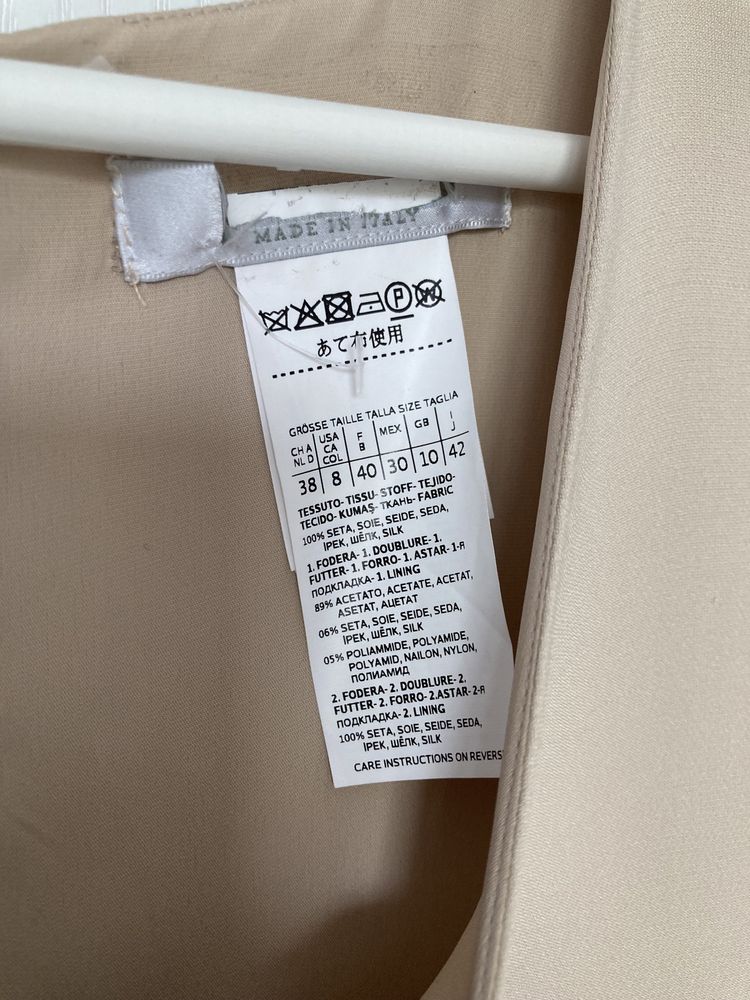 MADE IN ITALY
P W
あて布使用
GRÖSSE TAILLE TALLA SIZE TAGLIA
CH A NL D USA CA COL F B MEX GB I J
38 8 40 30 10 42
TESSUTO- TISSU- STOFF- TEJIDO-
TECIDO- KUMAŞ- ТКАНЬ- FABRIC
100% SETA, SOIE, SEIDE, SEDA,
İPEK, ШЁЛК, SILK
1. FODERA- 1. DOUBLURE- 1.
FUTTER- 1. FORRO- 1. ASTAR- 1-Я
ПОДКЛАДКА- 1. LINING
89% ACETATO, ACETATE, ACETAT,
ASETAT, АЦЕТАТ
06% SETA, SOIE, SEIDE, SEDA,
İPEK, ШЁЛК, SILK
05% POLIAMMIDE, POLYAMIDE,
POLYAMID, NAILON, NYLON,
ПОЛИАМИД
2. FODERA- 2. DOUBLURE- 2.
FUTTER- 2. FORRO- 2.ASTAR- 2-Я
ПОДКЛАДКА- 2. LINING
100% SETA, SOIE, SEIDE, SEDA,
İPEK, ШЁЛК, SILK
CARE INSTRUCTIONS ON REVERS